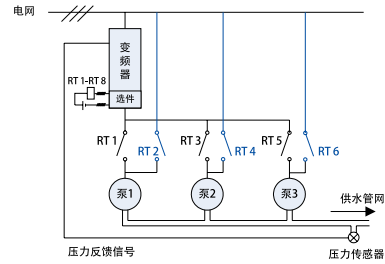 电网
变频器
RT 1-RT 8
选件
RT 1
RT 2
RT 3
RT 4
RT 5
RT 6
泵1
泵2
泵3
供水管网
压力反馈信号
压力传感器